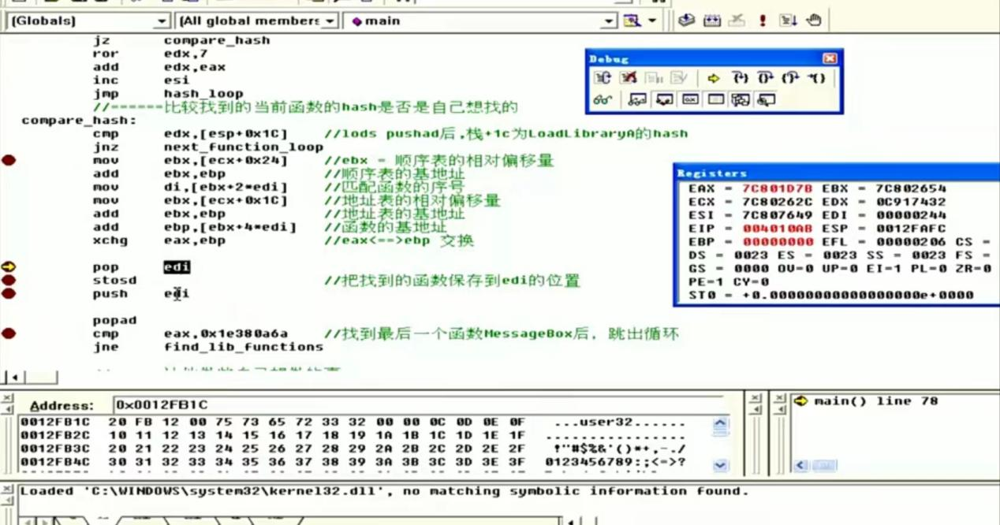 (Globals) (All global members main
jz compare_hash
ror edx,7
add edx,eax
inc esi
jmp hash_loop
//------比较找到的当前函数的hash是否是自己想找的
compare_hash:
cmp edx,[esp+0x1C] //lods pushad后,栈+1c为LoadLibraryA的hash
jnz next_function_loop
mov ebx,[ecx+0x24] //ebx = 顺序表的相对偏移量
add ebx,ebp //顺序表的基地址
mov di,[ebx+2*edi] //匹配函数的序号
mov ebx,[ecx+0x1C] //地址表的相对偏移量
add ebx,ebp //地址表的基地址
add ebp,[ebx+4*edi] //函数的基地址
xchg eax,ebp //eax<==>ebp 交换
pop edi
stosd //把找到的函数保存到edi的位置
push edi
popad
cmp eax,0x1e380a6a //找到最后一个函数MessageBox后，跳出循环
jne find_lib_functions
Debug
Registers
EAX = 7C801D7B EBX = 7C802654
ECX = 7C80262C EDX = 0C917432
ESI = 7C807649 EDI = 00000244
EIP = 004010AB ESP = 0012FAFC
EBP = 00000000 EFL = 00000206 CS =
DS = 0023 ES = 0023 SS = 0023 FS =
GS = 0000 OV=0 UP=0 EI=1 PL=0 ZR=0
PE=1 CY=0
ST0 = +0.00000000000000000e+0000
Address: 0x0012FB1C
0012FB1C 20 FB 12 00 75 73 65 72 33 32 00 00 0C 0D 0E 0F ...user32......
0012FB2C 10 11 12 13 14 15 16 17 18 19 1A 1B 1C 1D 1E 1F ................
0012FB3C 20 21 22 23 24 25 26 27 28 29 2A 2B 2C 2D 2E 2F !"#$%&'()*+,-./
0012FB4C 30 31 32 33 34 35 36 37 38 39 3A 3B 3C 3D 3E 3F 0123456789:;<=>?
main() line 78
Loaded 'C:\WINDOWS\system32\kernel32.dll', no matching symbolic information found.